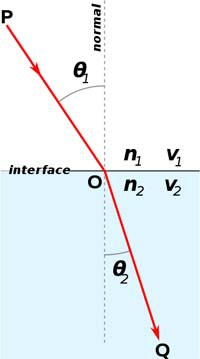 P
normal
θ1
n1 v1
interface
O
n2 v2
θ2
Q